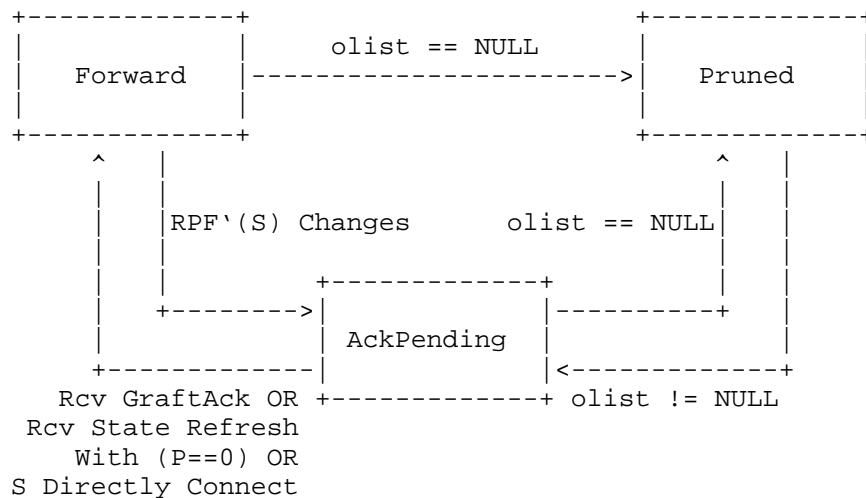 olist == NULL
Forward
Pruned
RPF`(S) Changes
olist == NULL
AckPending
Rcv GraftAck OR
olist != NULL
Rcv State Refresh
With (P==0) OR
S Directly Connect